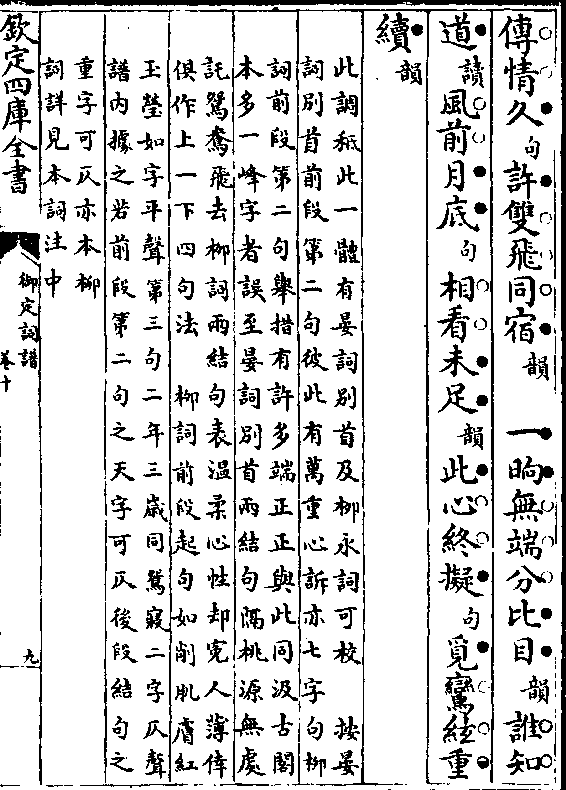 傳情久句許雙飛同宿韻 一晌無端分比目韻誰知
道讀風前月底句相看未足韻此心終擬句覓鸞絃重
續韻
此調秪此一體有晏詞別首及柳永詞可校 按晏
詞別首前段第二句彼此有萬重心訴亦七字句柳
詞前段第二句舉措有許多端正正與此同汲古閣
本多一峰字者誤至晏詞別首兩結句隔桃源無處
託鴛鴦飛去柳詞兩結句表溫柔心性却寃人薄倖
俱作上一下四句法 柳詞前段起句如削肌膚紅
玉瑩如字平聲第三句二年三歲同鴛寢二字仄聲
譜內據之若前段第二句之天字可仄後段結句之
重字可仄亦本柳
詞詳見本詞注中
欽定四庫全書
御定詞譜
卷十
九